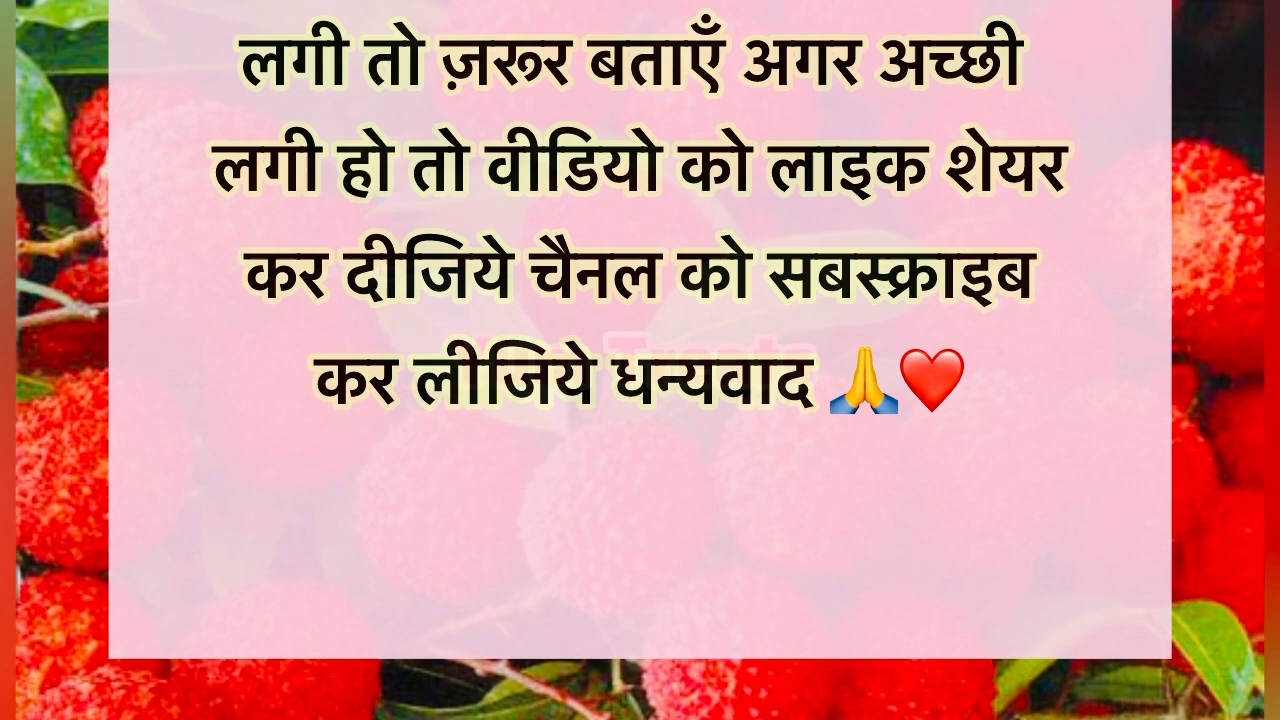 लगी तो ज़रूर बताएँ अगर अच्छी
लगी हो तो वीडियो को लाइक शेयर
कर दीजिये चैनल को सबस्क्राइब
कर लीजिये धन्यवाद 🙏❤️